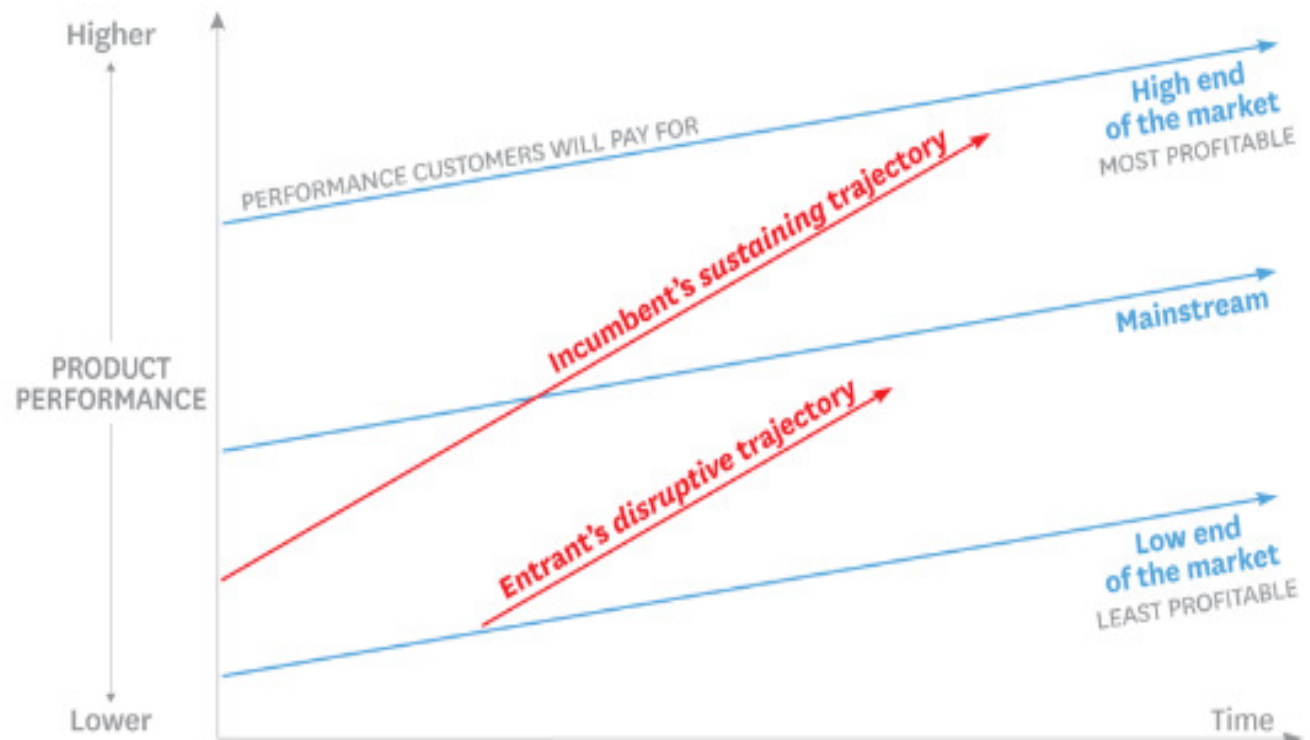 Higher
PERFORMANCE CUSTOMERS WILL PAY FOR
High end
of the market
MOST PROFITABLE
Incumbent's sustaining trajectory
Mainstream
PRODUCT
PERFORMANCE
Entrant's disruptive trajectory
Low end
of the market
LEAST PROFITABLE
Lower
Time